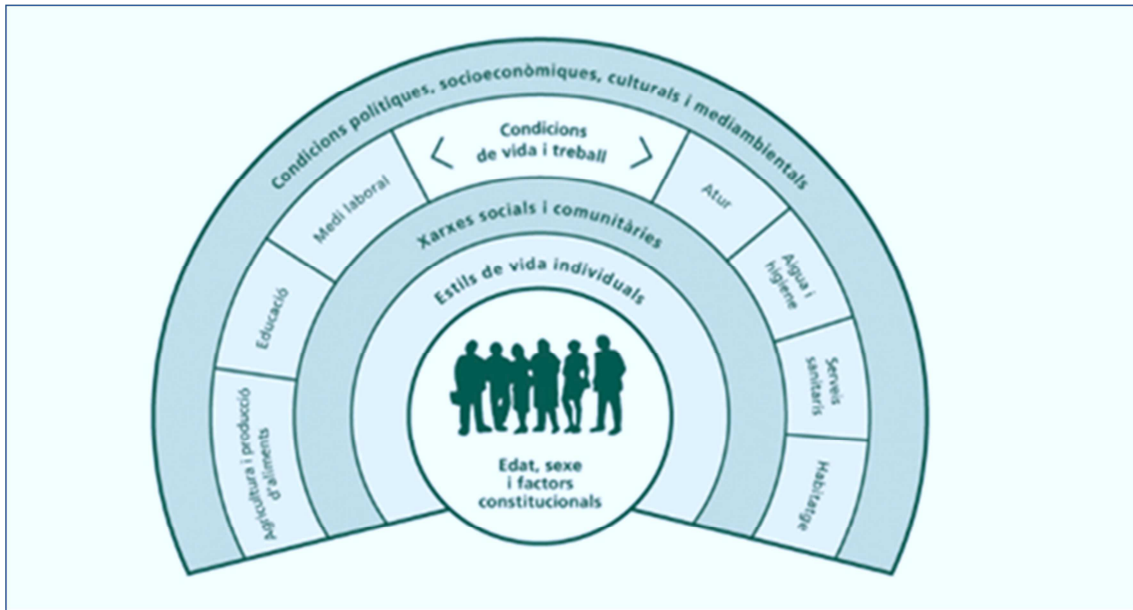 Condicions polítiques, socioeconòmiques, culturals i mediambientals
Condicions
de vida i treball
Agricultura i producció
d'aliments
Educació
Medi laboral
Atur
Aigua i
higiene
Serveis
sanitaris
Habitatge
Xarxes socials i comunitàries
Estils de vida individuals
Edat, sexe
i factors
constitucionals